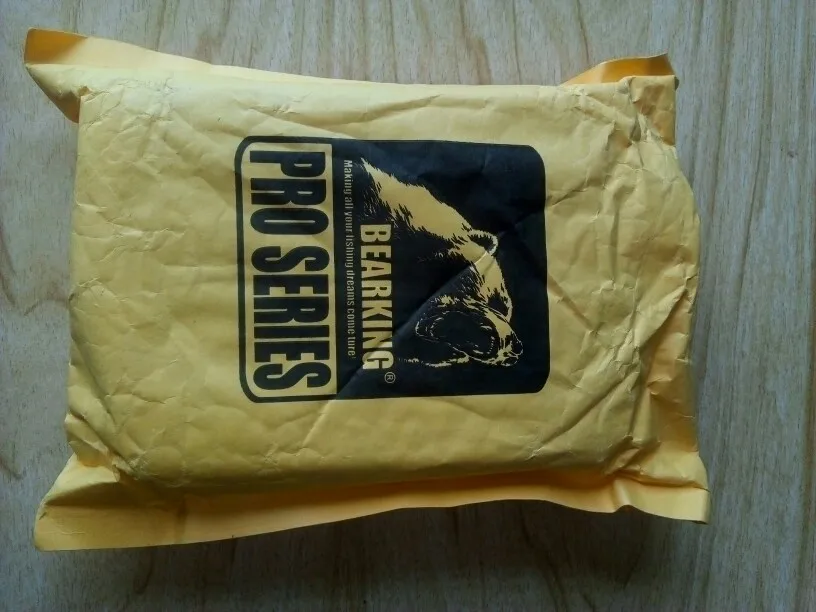 BEARKING®
Making all your fishing dreams come ture!
PRO SERIES